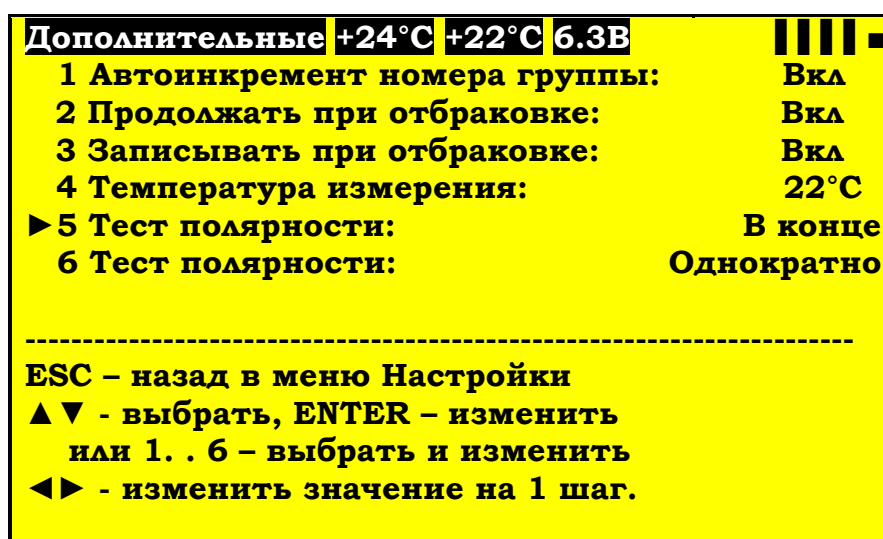 Дополнительные +24°C +22°C 6.3В
1 Автоинкремент номера группы: Вкл
2 Продолжать при отбраковке: Вкл
3 Записывать при отбраковке: Вкл
4 Температура измерения: 22°C
►5 Тест полярности: В конце
6 Тест полярности: Однократно
------------------------------------------------------------------------
ESC – назад в меню Настройки
▲▼ - выбрать, ENTER – изменить
или 1. . 6 – выбрать и изменить
◄► - изменить значение на 1 шаг.